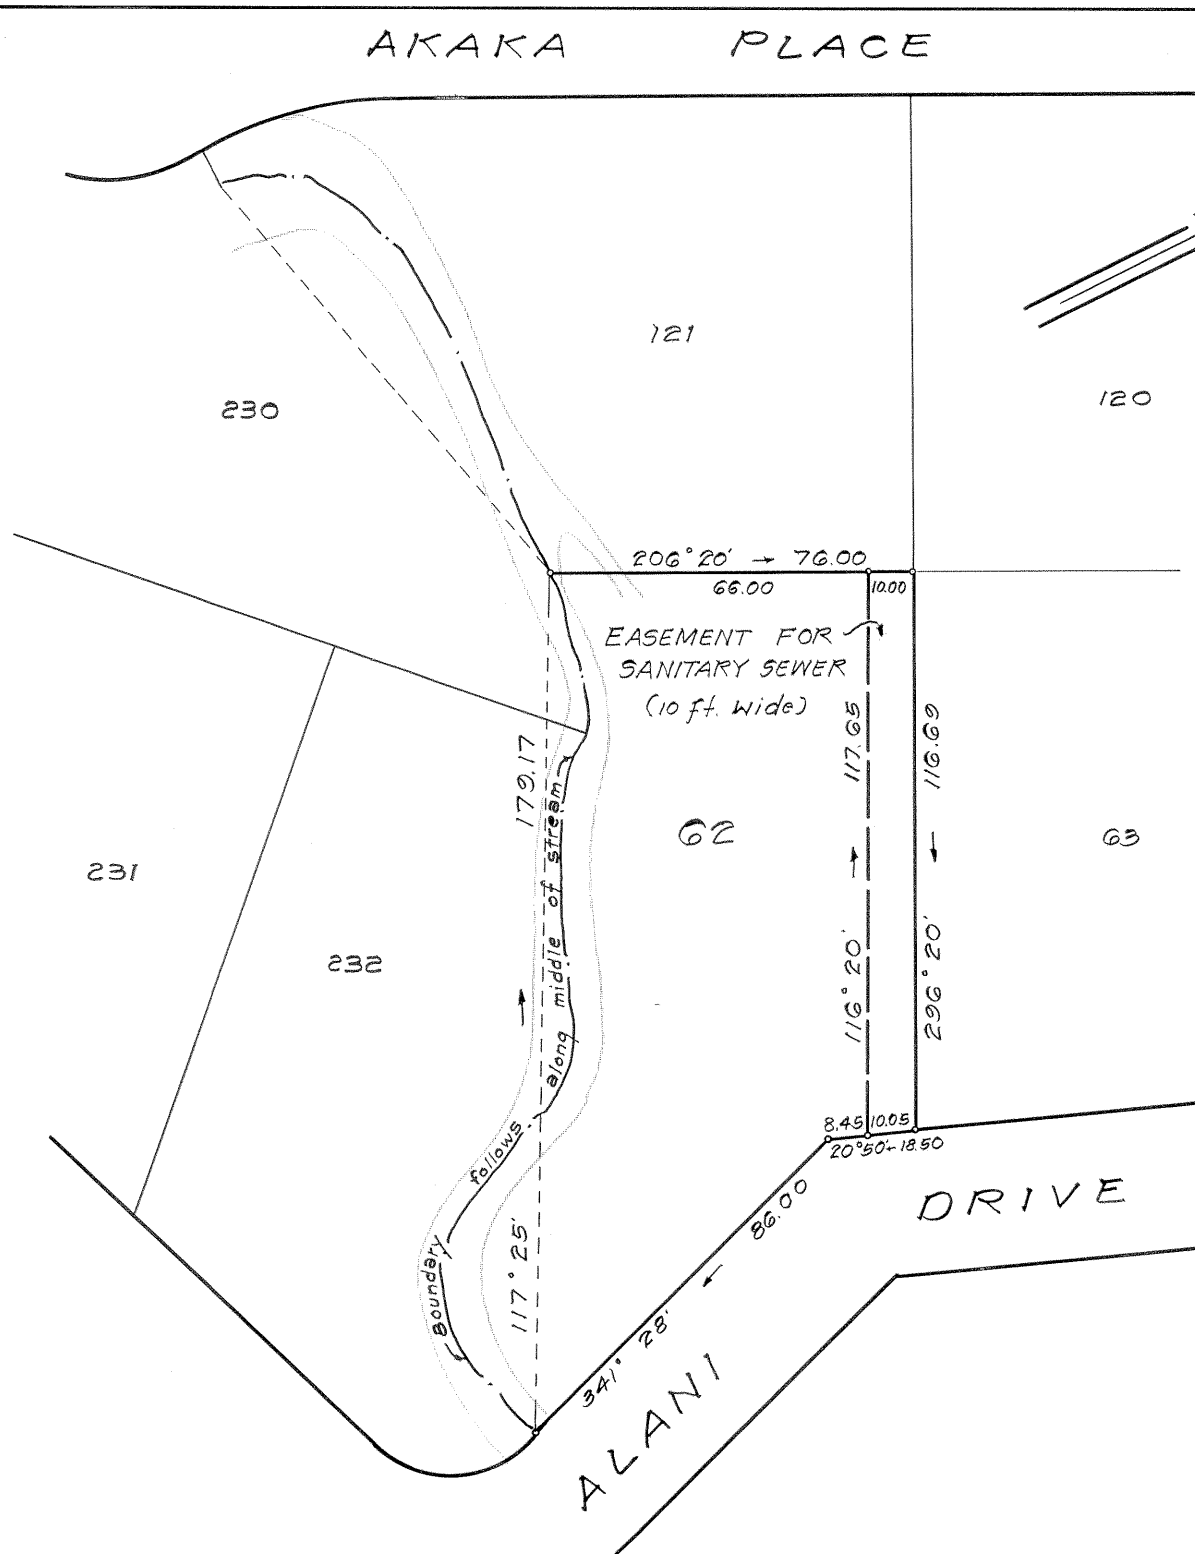 AKAKA PLACE
121
230
120
206°20' → 76.00
66.00
10.00
EASEMENT FOR
SANITARY SEWER
(10 ft. wide)
117.65
116°20'
116.69
296°20'
179.17
117°25'
62
63
231
232
Boundary follows along middle of stream
8.45
10.05
20°50'- 18.50
86.00
341° 28'
ALANI DRIVE